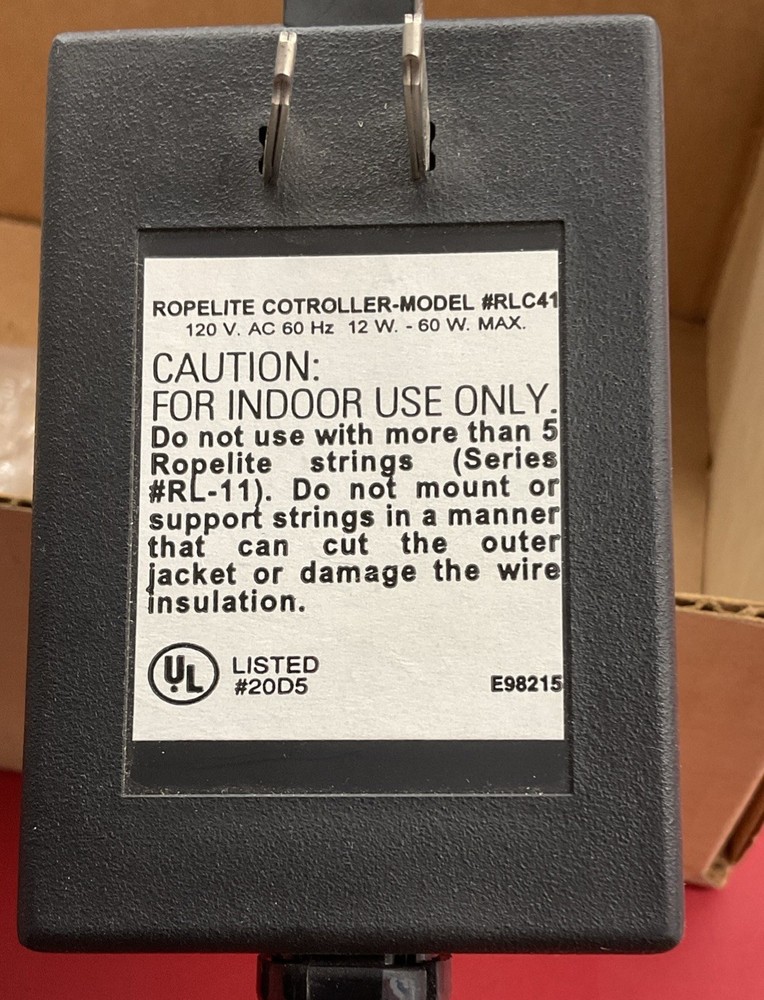 ROPELITE COTROLLER-MODEL #RLC41
120 V. AC 60 Hz 12 W. - 60 W. MAX.
CAUTION:
FOR INDOOR USE ONLY.
Do not use with more than 5
Ropelite strings (Series
#RL-11). Do not mount or
support strings in a manner
that can cut the outer
jacket or damage the wire
insulation.
UL LISTED
#20D5 E98215